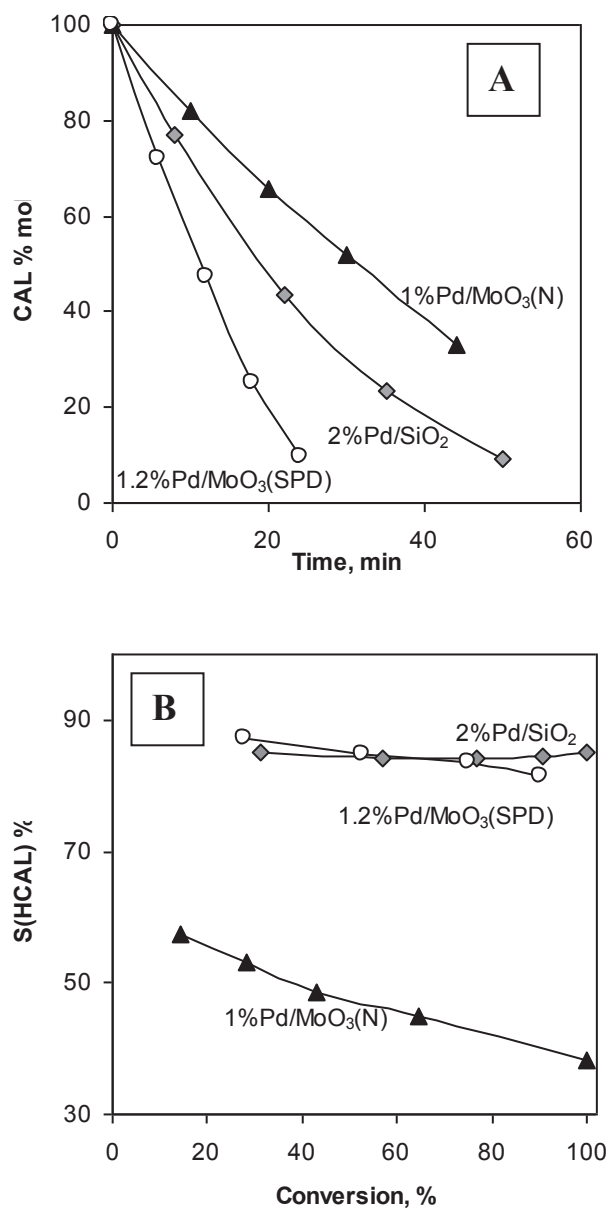 A
100
80
60
40
20
0
CAL % mo
1%Pd/MoO₃(N)
2%Pd/SiO₂
1.2%Pd/MoO₃(SPD)
0 20 40 60
Time, min
B
90
70
50
30
S(HCAL) %
2%Pd/SiO₂
1.2%Pd/MoO₃(SPD)
1%Pd/MoO₃(N)
0 20 40 60 80 100
Conversion, %